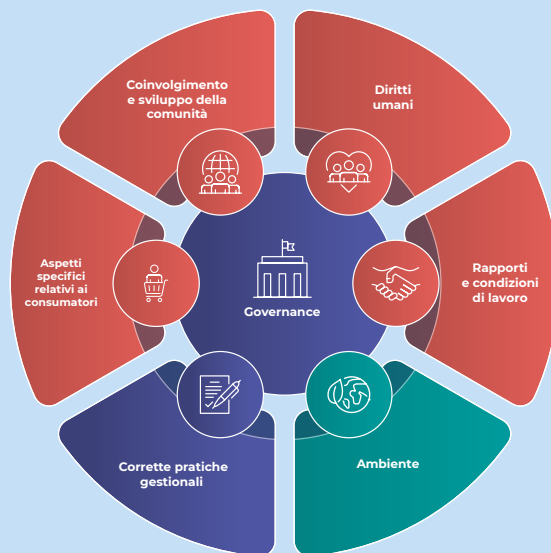 Coinvolgimento
e sviluppo della
comunità
Diritti
umani
Aspetti
specifici
relativi ai
consumatori
Governance
Rapporti
e condizioni
di lavoro
Corrette pratiche
gestionali
Ambiente